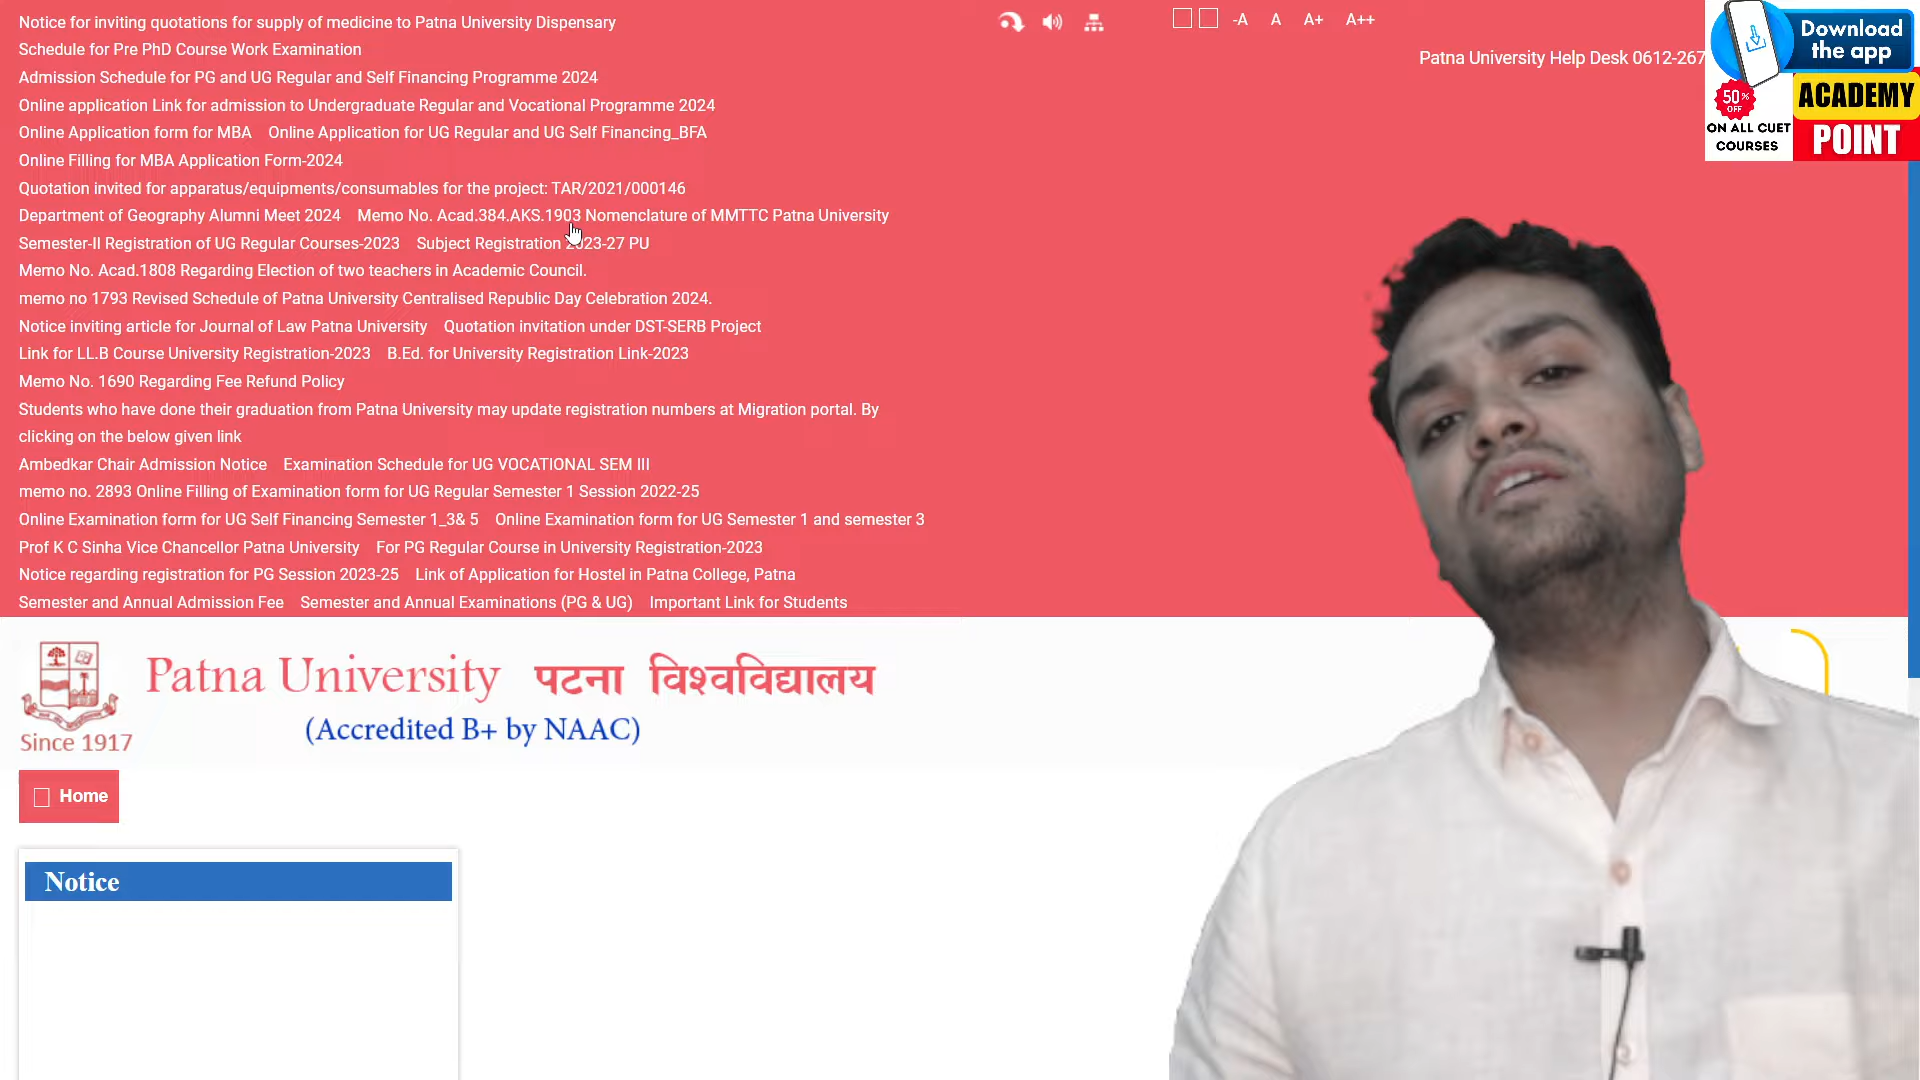 Notice for inviting quotations for supply of medicine to Patna University Dispensary
Schedule for Pre PhD Course Work Examination
Admission Schedule for PG and UG Regular and Self Financing Programme 2024
Online application Link for admission to Undergraduate Regular and Vocational Programme 2024
Online Application form for MBA Online Application for UG Regular and UG Self Financing_BFA
Online Filling for MBA Application Form-2024
Quotation invited for apparatus/equipments/consumables for the project: TAR/2021/000146
Department of Geography Alumni Meet 2024 Memo No. Acad.384.AKS.1903 Nomenclature of MMTTC Patna University
Semester-II Registration of UG Regular Courses-2023 Subject Registration 2023-27 PU
Memo No. Acad.1808 Regarding Election of two teachers in Academic Council.
memo no 1793 Revised Schedule of Patna University Centralised Republic Day Celebration 2024.
Notice inviting article for Journal of Law Patna University Quotation invitation under DST-SERB Project
Link for LL.B Course University Registration-2023 B.Ed. for University Registration Link-2023
Memo No. 1690 Regarding Fee Refund Policy
Students who have done their graduation from Patna University may update registration numbers at Migration portal. By
clicking on the below given link
Ambedkar Chair Admission Notice Examination Schedule for UG VOCATIONAL SEM III
memo no. 2893 Online Filling of Examination form for UG Regular Semester 1 Session 2022-25
Online Examination form for UG Self Financing Semester 1_3& 5 Online Examination form for UG Semester 1 and semester 3
Prof K C Sinha Vice Chancellor Patna University For PG Regular Course in University Registration-2023
Notice regarding registration for PG Session 2023-25 Link of Application for Hostel in Patna College, Patna
Semester and Annual Admission Fee Semester and Annual Examinations (PG & UG) Important Link for Students
-A A A+ A++
Patna University Help Desk 0612-267
Download
the app
50% OFF
ON ALL CUET
COURSES
ACADEMY
POINT
Patna University पटना विश्वविद्यालय
(Accredited B+ by NAAC)
Since 1917
Home
Notice